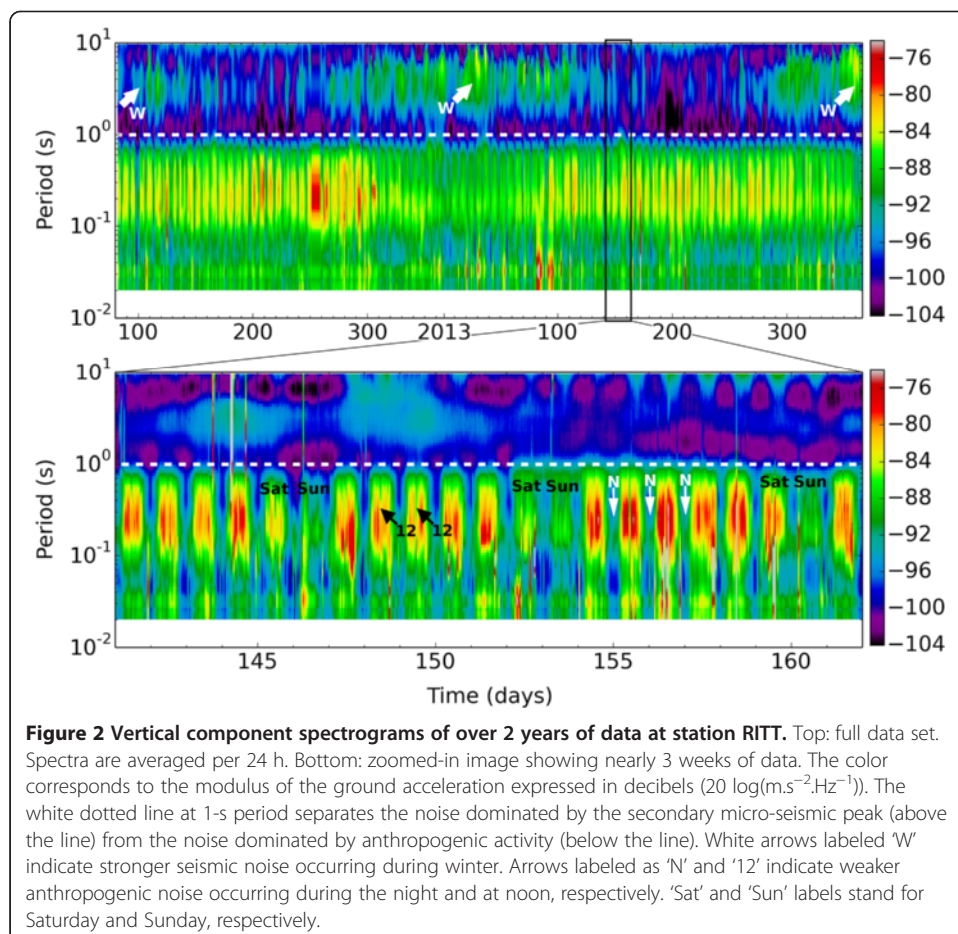 10¹
10⁰
10⁻¹
10⁻²
Period (s)
W
W
W
100
200
300
2013
100
200
300
−76
−80
−84
−88
−92
−96
−100
−104
10¹
10⁰
10⁻¹
10⁻²
Period (s)
Sat Sun
Sat Sun
Sat Sun
12
12
N
N
N
145
150
155
160
Time (days)
−76
−80
−84
−88
−92
−96
−100
−104
Figure 2 Vertical component spectrograms of over 2 years of data at station RITT. Top: full data set.
Spectra are averaged per 24 h. Bottom: zoomed-in image showing nearly 3 weeks of data. The color
corresponds to the modulus of the ground acceleration expressed in decibels (20 log(m.s⁻².Hz⁻¹)). The
white dotted line at 1-s period separates the noise dominated by the secondary micro-seismic peak (above
the line) from the noise dominated by anthropogenic activity (below the line). White arrows labeled ‘W’
indicate stronger seismic noise occurring during winter. Arrows labeled as ‘N’ and ‘12’ indicate weaker
anthropogenic noise occurring during the night and at noon, respectively. ‘Sat’ and ‘Sun’ labels stand for
Saturday and Sunday, respectively.